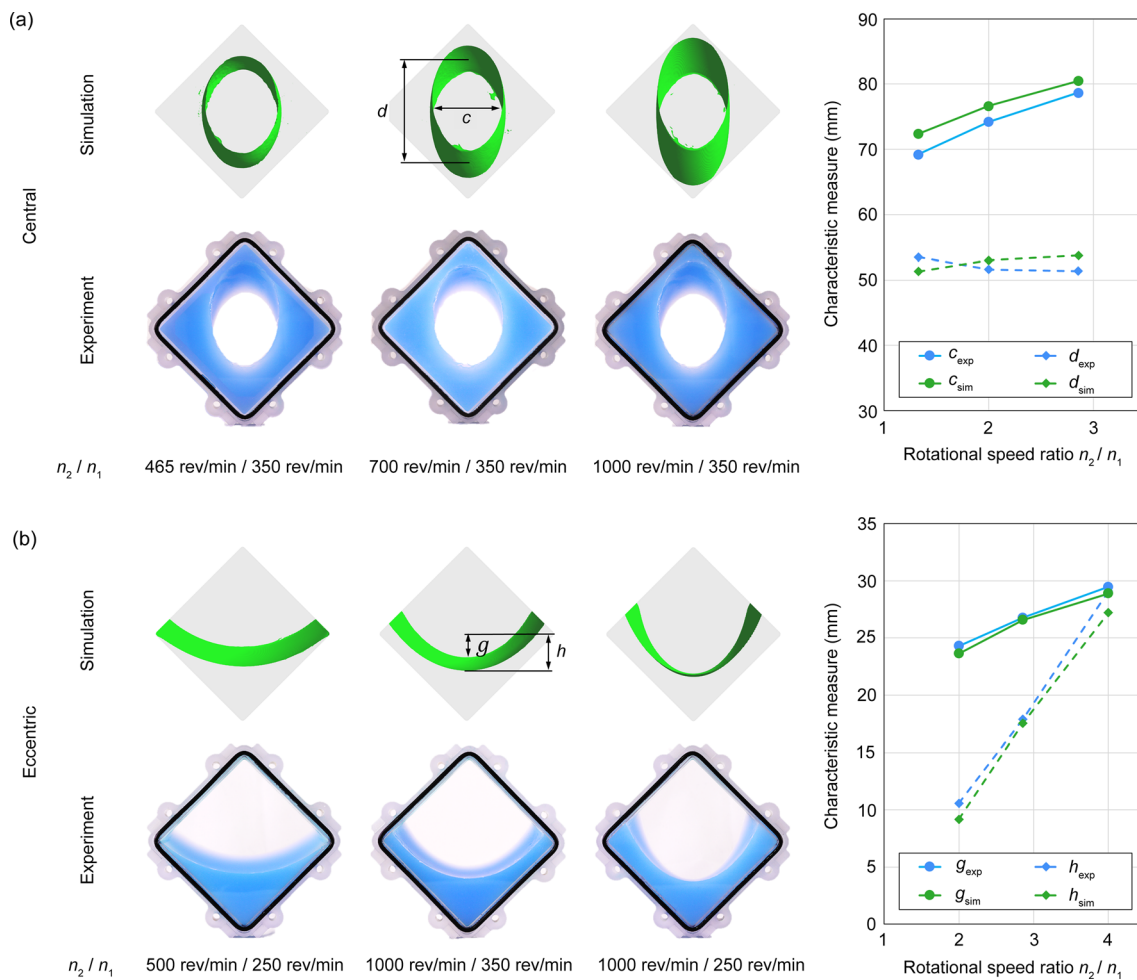 (a)
Simulation
d
c
Central
Experiment
n2 / n1
465 rev/min / 350 rev/min
700 rev/min / 350 rev/min
1000 rev/min / 350 rev/min
90
80
70
60
50
40
30
Characteristic measure (mm)
cexp
dexp
csim
dsim
1
2
3
Rotational speed ratio n2 / n1
(b)
Simulation
g
h
Eccentric
Experiment
n2 / n1
500 rev/min / 250 rev/min
1000 rev/min / 350 rev/min
1000 rev/min / 250 rev/min
35
30
25
20
15
10
5
0
Characteristic measure (mm)
gexp
hexp
gsim
hsim
1
2
3
4
Rotational speed ratio n2 / n1